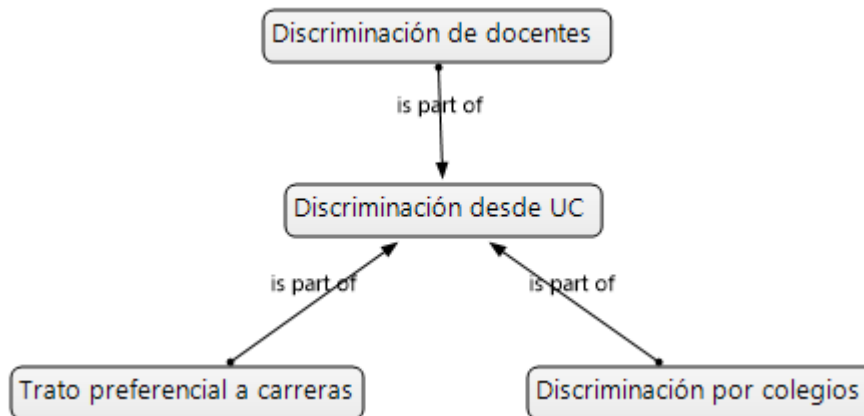 Discriminación de docentes
is part of
Discriminación desde UC
is part of
is part of
Trato preferencial a carreras
Discriminación por colegios